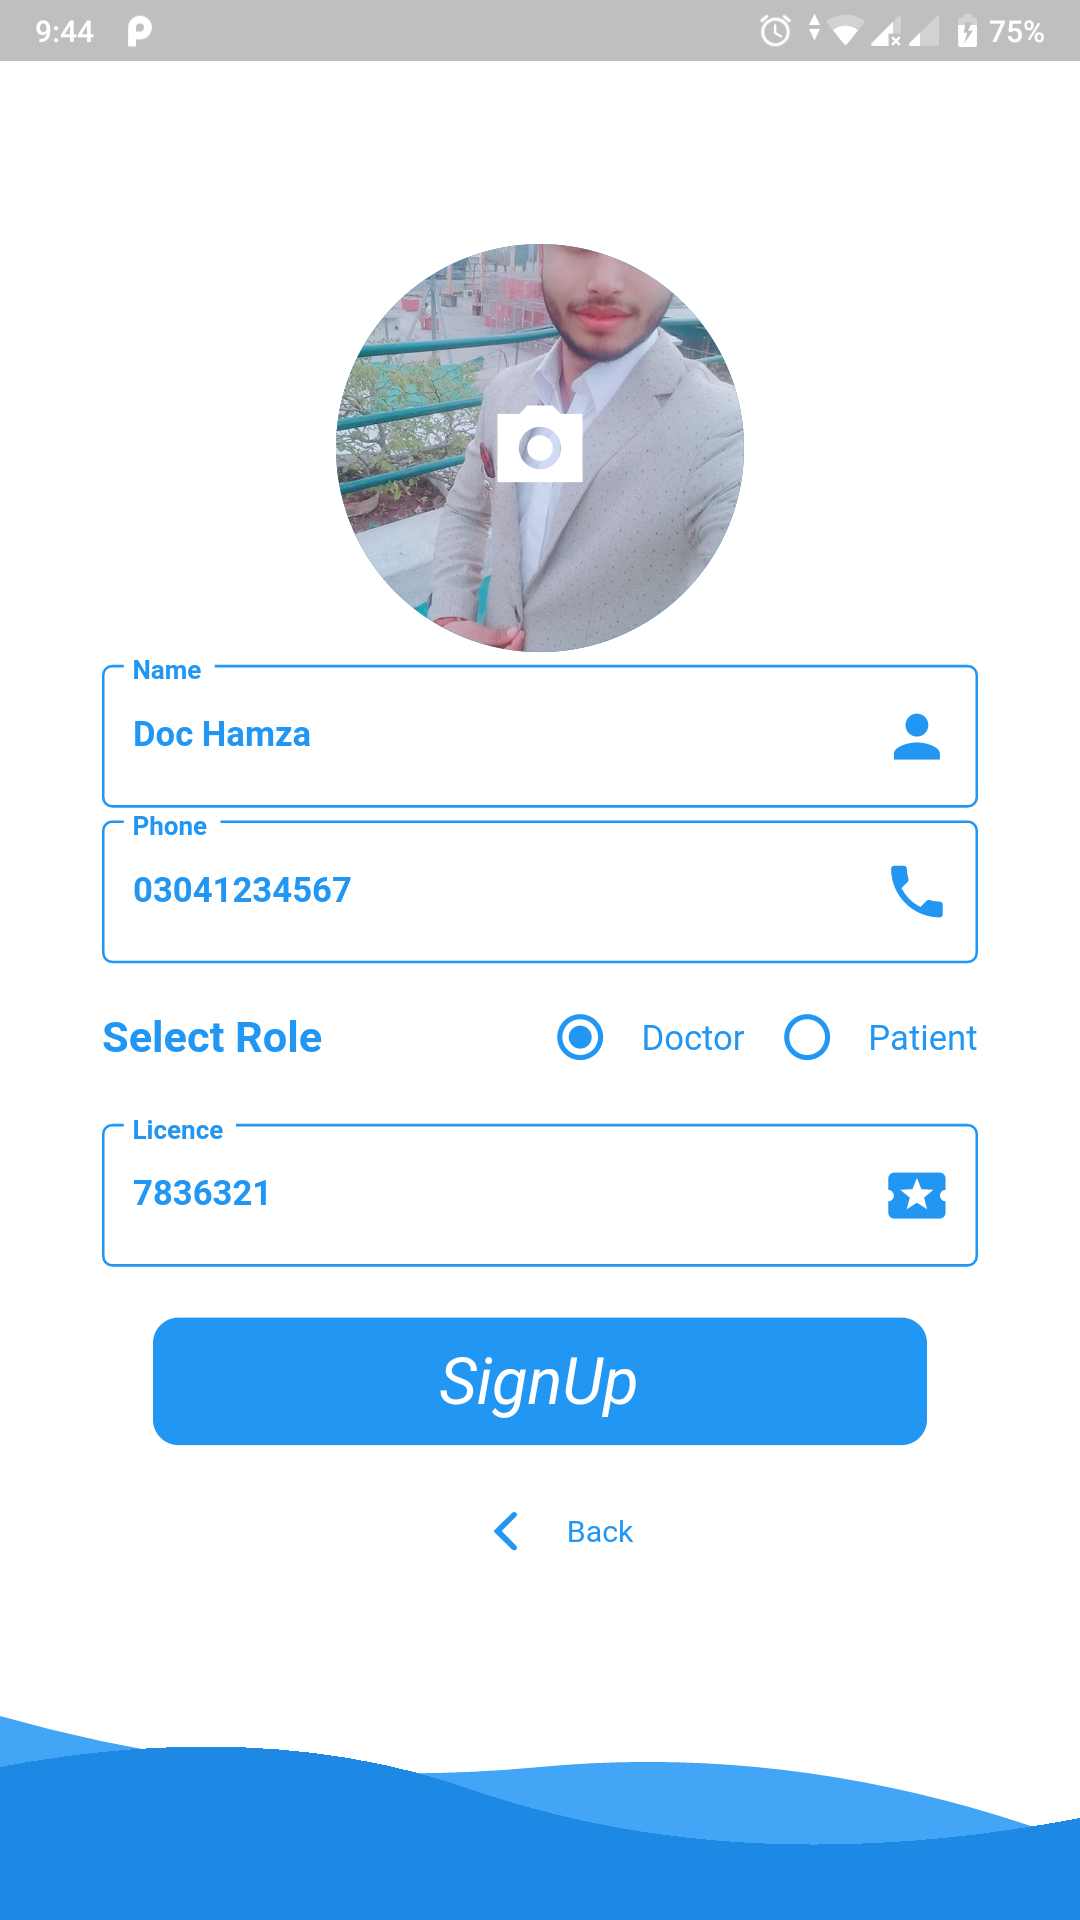 9:44 75%
Name
Doc Hamza
Phone
03041234567
Select Role Doctor Patient
Licence
7836321
SignUp
Back